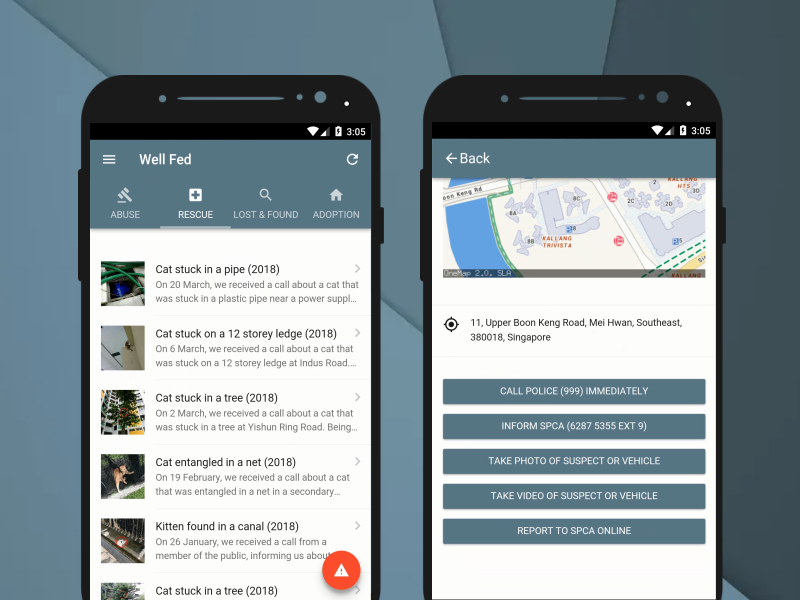 3:05
Well Fed
ABUSE
RESCUE
LOST & FOUND
ADOPTION
Cat stuck in a pipe (2018)
On 20 March, we received a call about a cat that
was stuck in a plastic pipe near a power suppl...
Cat stuck on a 12 storey ledge (2018)
On 6 March, we received a call about a cat that
was stuck on a 12 storey ledge at Indus Road....
Cat stuck in a tree (2018)
On 2 March, we received a call about a cat that
was stuck in a tree at Yishun Ring Road. Being...
Cat entangled in a net (2018)
On 19 February, we received a call about a cat
that was entangled in a net in a secondary...
Kitten found in a canal (2018)
On 26 January, we received a call from a
member of the public, informing us about
Cat stuck in a tree (2018)
3:05
Back
oon Keng Rd
8A
8C
8B
KALLANG
TRIVISTA
2
2C
2D
3D
KALLANG
HTS
OneMap 2.0, SLA
11, Upper Boon Keng Road, Mei Hwan, Southeast,
380018, Singapore
CALL POLICE (999) IMMEDIATELY
INFORM SPCA (6287 5355 EXT 9)
TAKE PHOTO OF SUSPECT OR VEHICLE
TAKE VIDEO OF SUSPECT OR VEHICLE
REPORT TO SPCA ONLINE